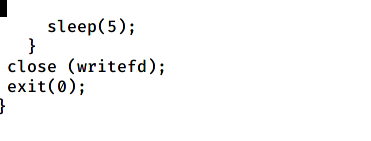 sleep(5);
}
close (writefd);
exit(0);
}